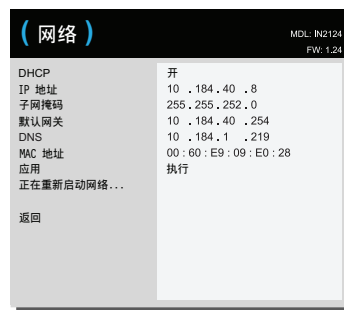 (网络)
MDL: IN2124
FW: 1.24
DHCP 开
IP 地址 10 . 184 . 40 . 8
子网掩码 255 . 255 . 252 . 0
默认网关 10 . 184 . 40 . 254
DNS 10 . 184 . 1 . 219
MAC 地址 00 : 60 : E9 : 09 : E0 : 28
应用 执行
正在重新启动网络...
返回